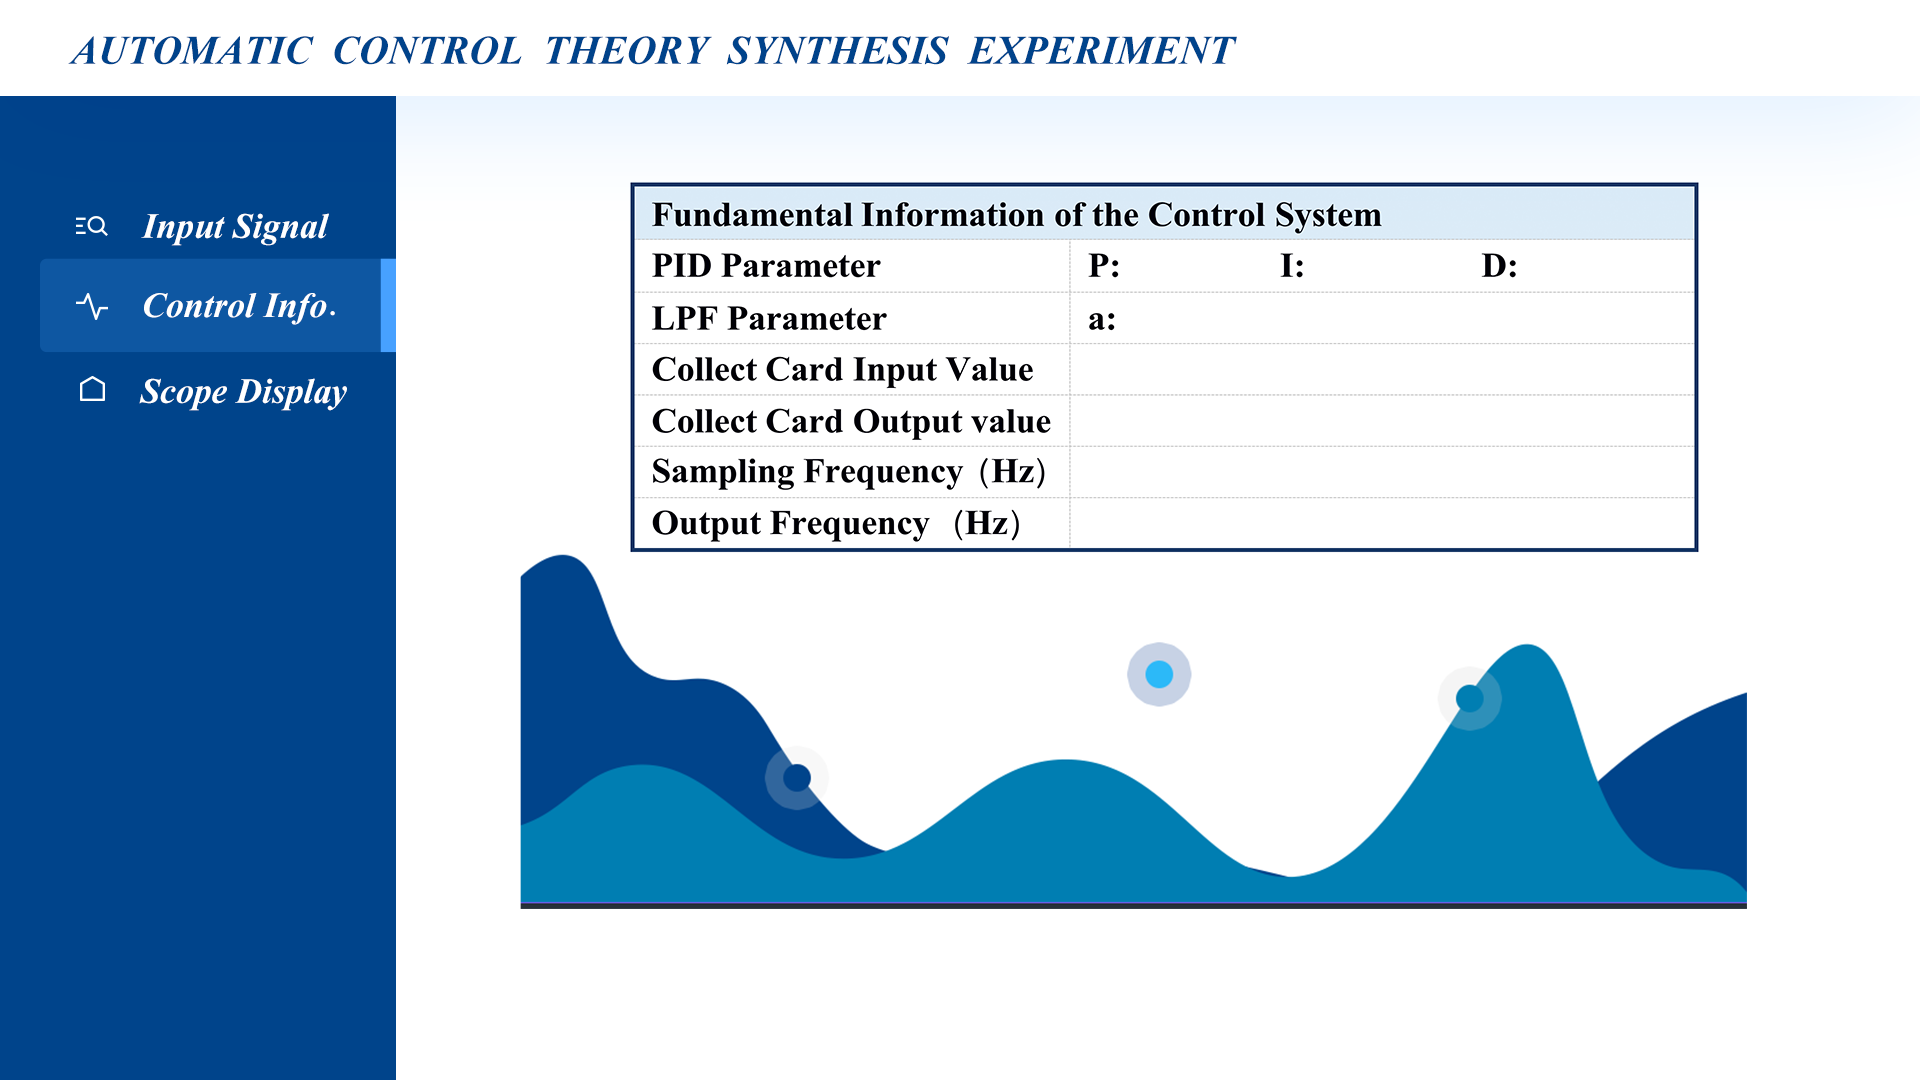 AUTOMATIC CONTROL THEORY SYNTHESIS EXPERIMENT
Input Signal
Control Info.
Scope Display
Fundamental Information of the Control System
PID Parameter P: I: D:
LPF Parameter a:
Collect Card Input Value
Collect Card Output value
Sampling Frequency（Hz）
Output Frequency （Hz）